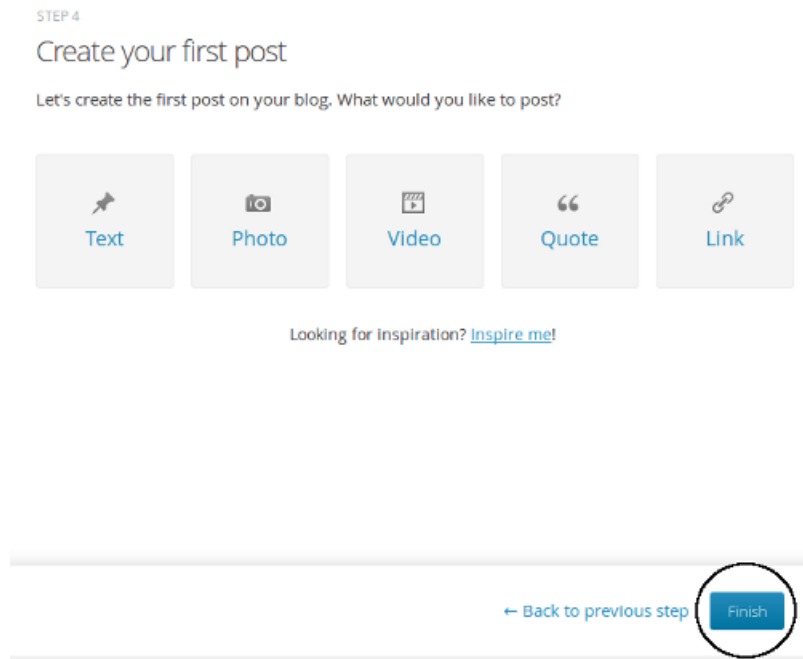 STEP 4
Create your first post
Let's create the first post on your blog. What would you like to post?
Text
Photo
Video
Quote
Link
Looking for inspiration? Inspire me!
← Back to previous step
Finish